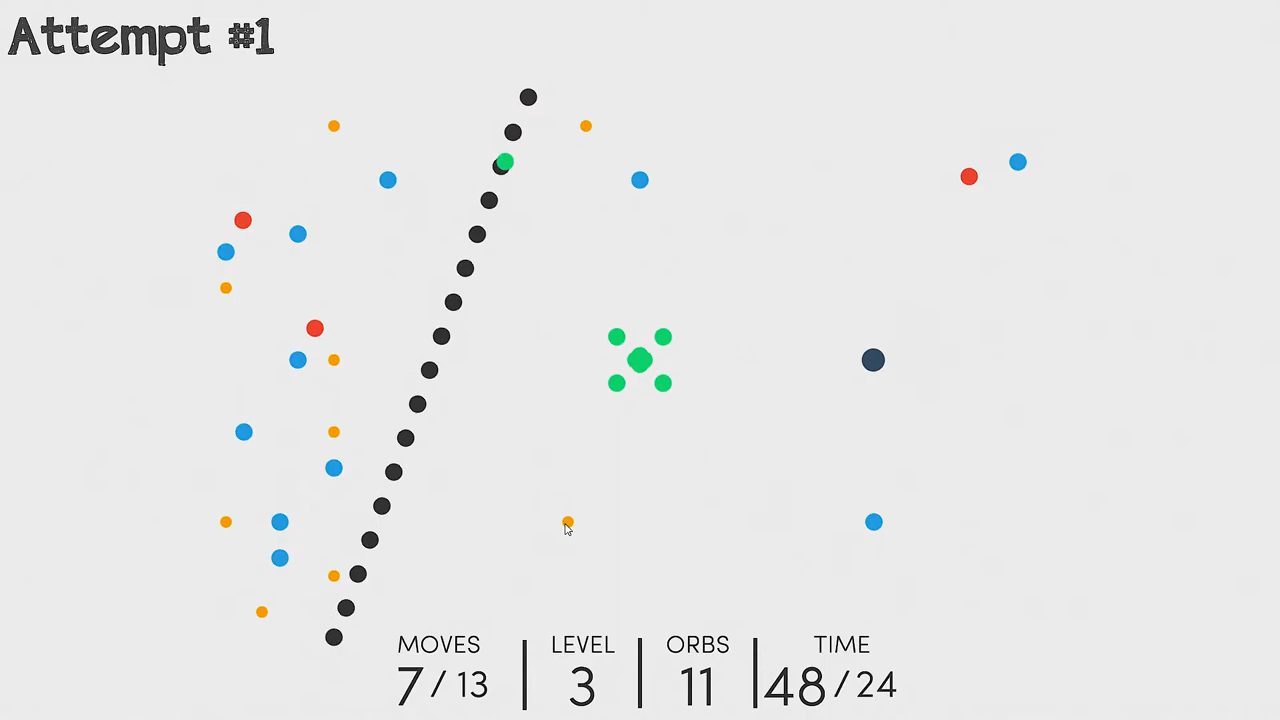 Attempt #1
MOVES
7/13
LEVEL
3
ORBS
11
TIME
48/24